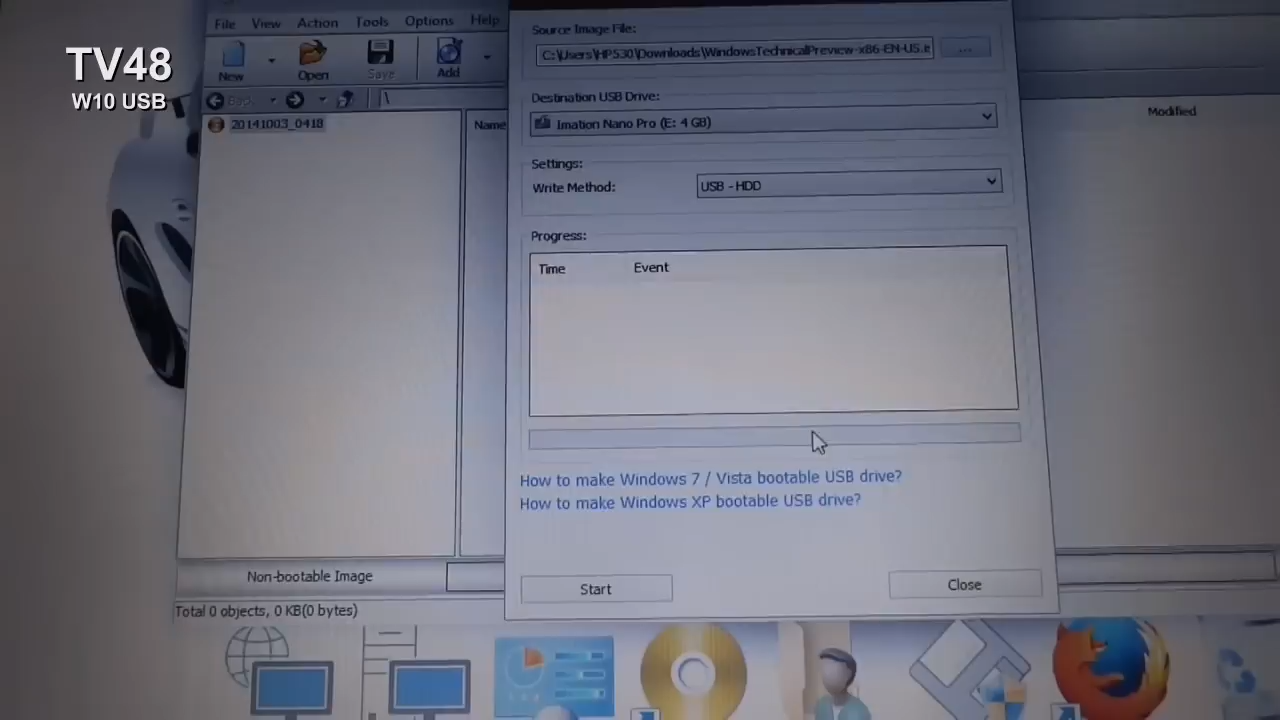 TV48
W10 USB
File View Action Tools Options Help
New
Open
Save
Add
Back
\
20141003_0418
Name
Modified
Source Image File:
C:\Users\HP530\Downloads\WindowsTechnicalPreview-x86-EN-US.i
...
Destination USB Drive:
Imation Nano Pro (E: 4 GB)
Settings:
Write Method:
USB - HDD
Progress:
Time Event
How to make Windows 7 / Vista bootable USB drive?
How to make Windows XP bootable USB drive?
Start
Close
Non-bootable Image
Total 0 objects, 0 KB(0 bytes)